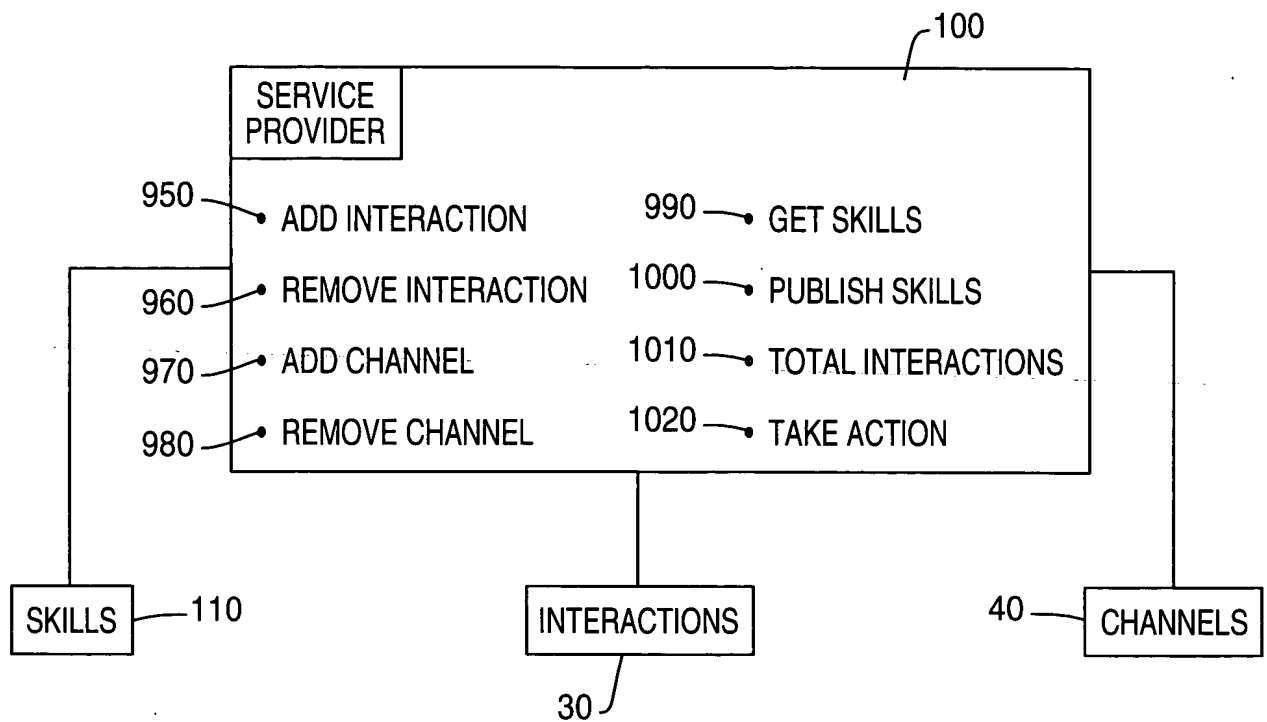 100
SERVICE
PROVIDER
950
• ADD INTERACTION
990
• GET SKILLS
960
• REMOVE INTERACTION
1000
• PUBLISH SKILLS
970
• ADD CHANNEL
1010
• TOTAL INTERACTIONS
980
• REMOVE CHANNEL
1020
• TAKE ACTION
SKILLS
110
INTERACTIONS
30
40
CHANNELS